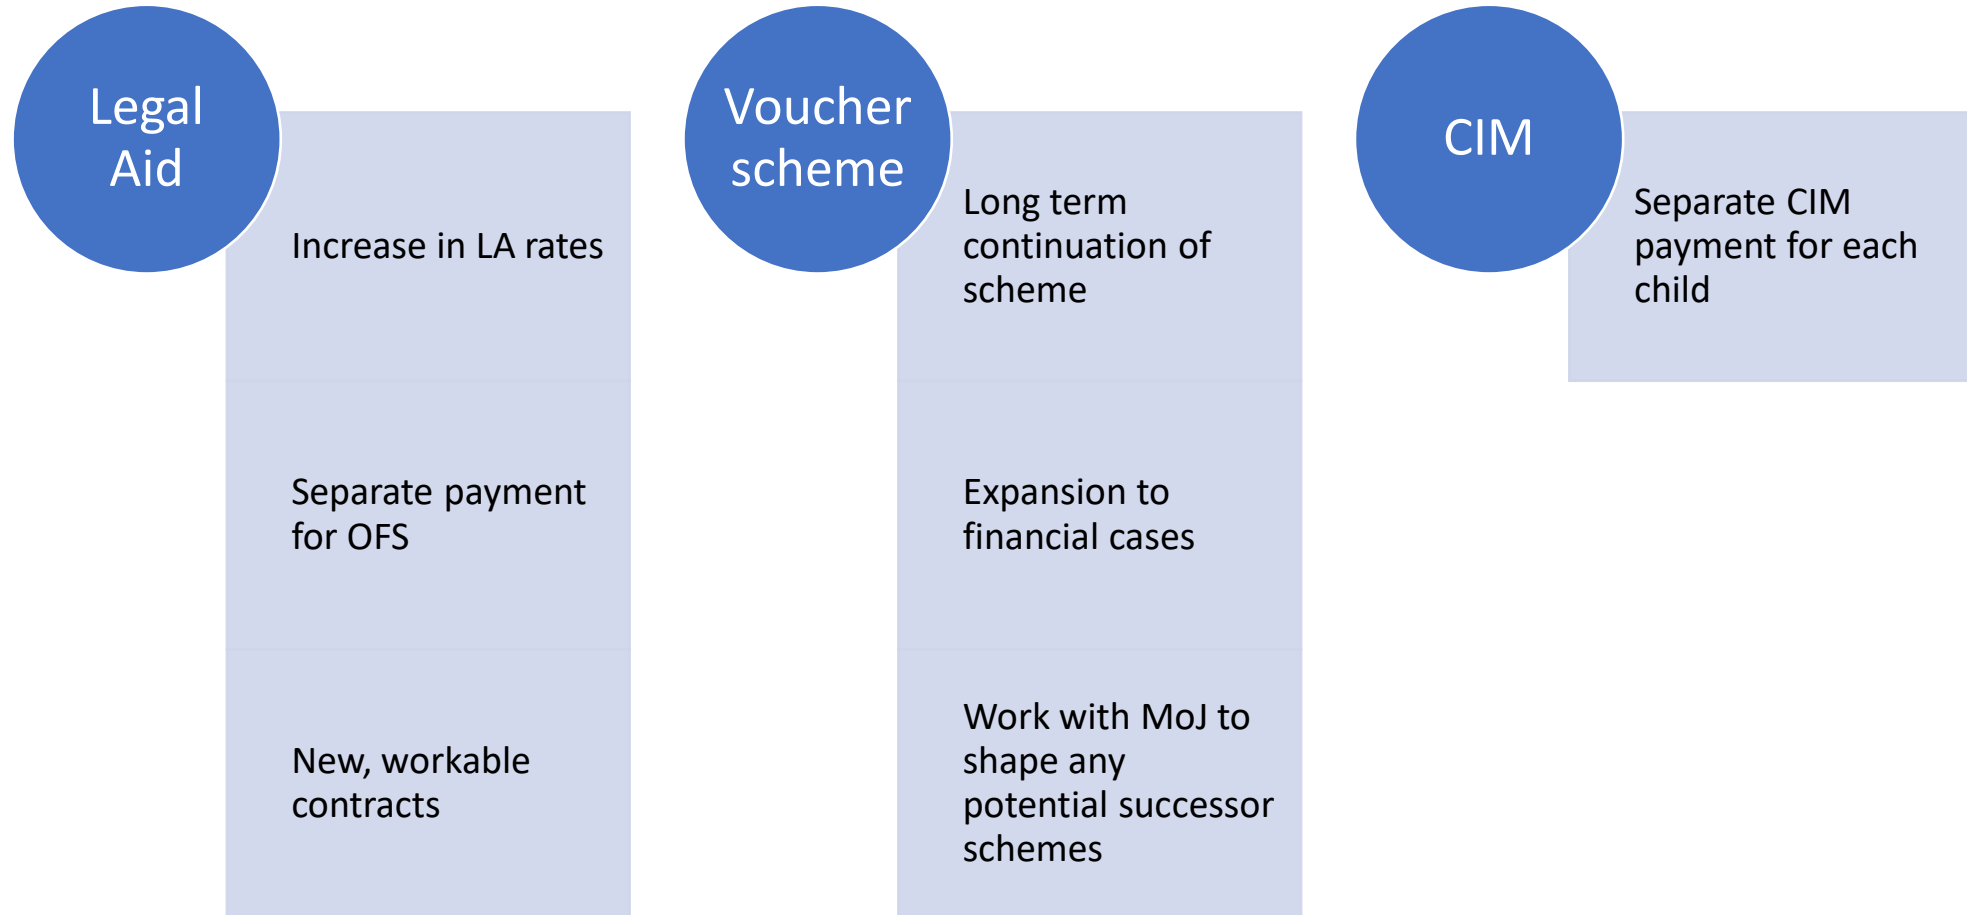 Legal
Aid
Increase in LA rates
Separate payment
for OFS
New, workable
contracts
Voucher
scheme
Long term
continuation of
scheme
Expansion to
financial cases
Work with MoJ to
shape any
potential successor
schemes
CIM
Separate CIM
payment for each
child